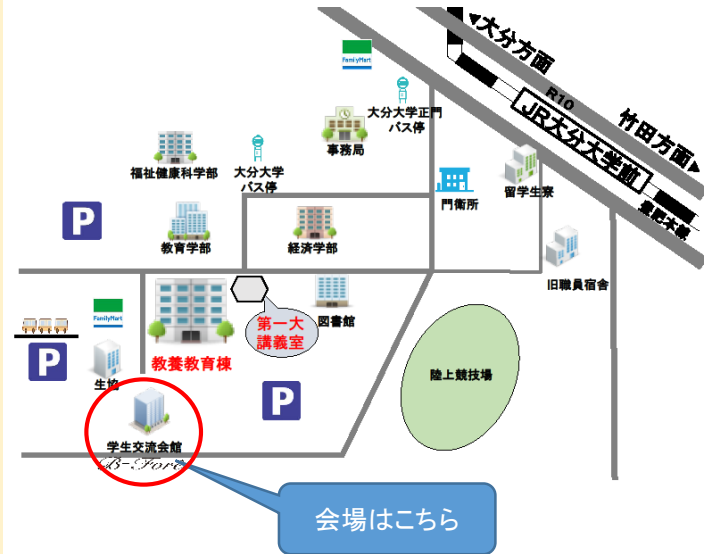 大分方面
R10
JR大分大学前
竹田方面
豊肥本線
FamilyMart
大分大学正門
バス停
事務局
福祉健康科学部
大分大学
バス停
門衛所
留学生寮
P
教育学部
経済学部
旧職員宿舎
FamilyMart
図書館
第一大
講義室
教養教育棟
陸上競技場
P
生協
P
学生交流会館
B-Forêt
会場はこちら